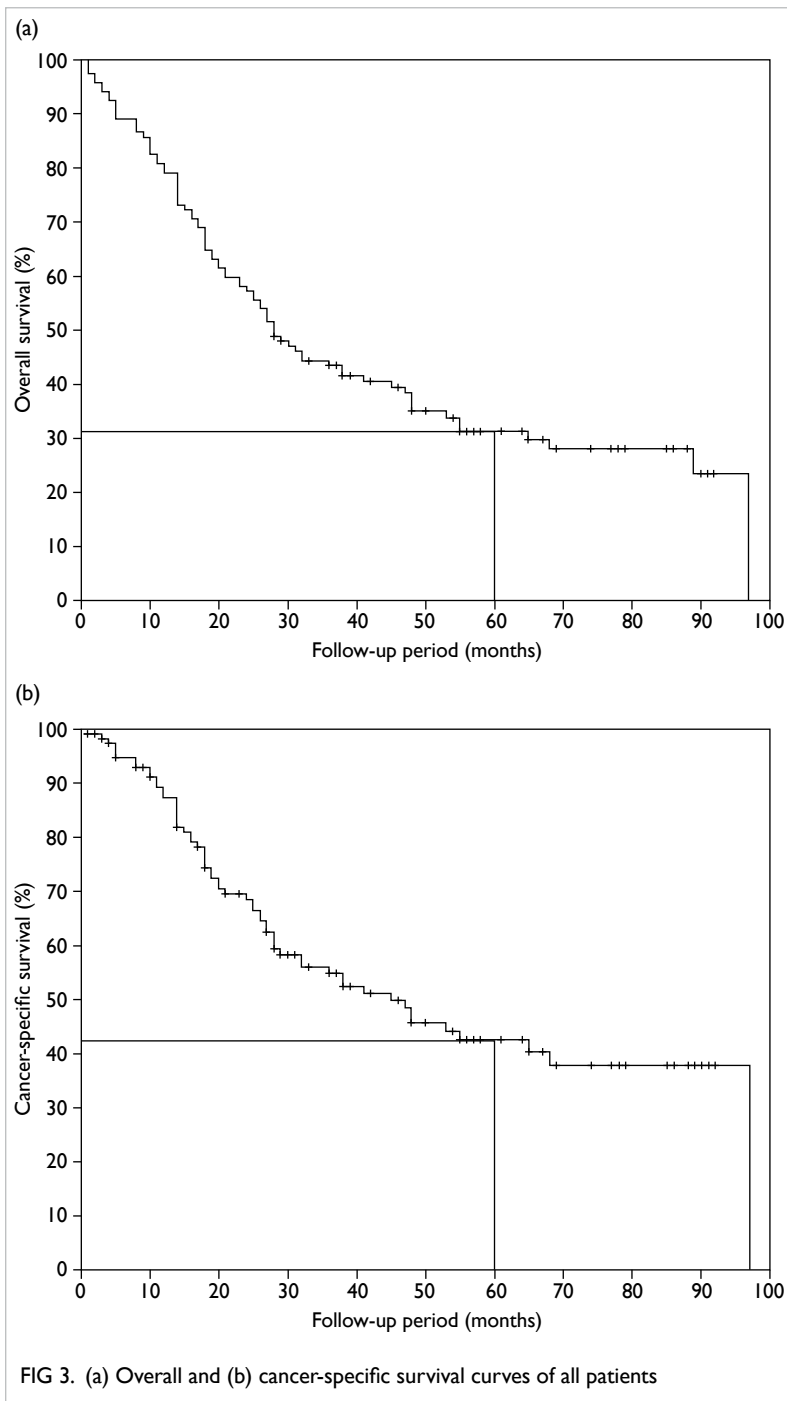 (a)
100
90
80
70
60
50
40
30
20
10
0
Overall survival (%)
0 10 20 30 40 50 60 70 80 90 100
Follow-up period (months)
(b)
100
90
80
70
60
50
40
30
20
10
0
Cancer-specific survival (%)
0 10 20 30 40 50 60 70 80 90 100
Follow-up period (months)
FIG 3. (a) Overall and (b) cancer-specific survival curves of all patients